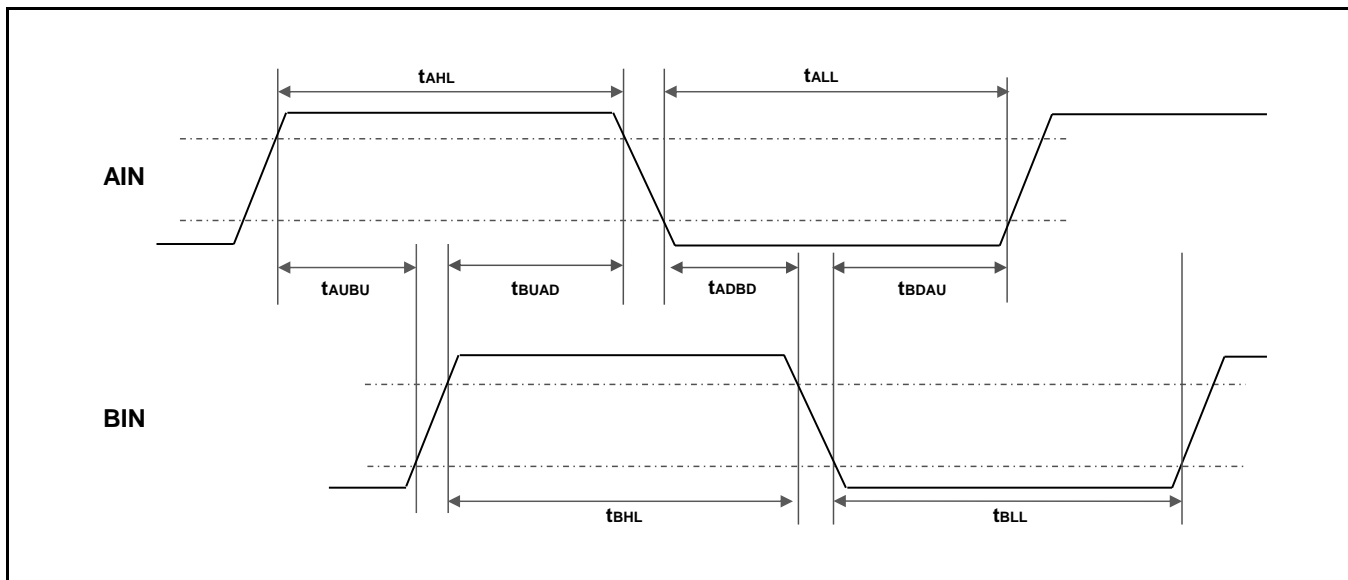 tAHL
tALL
AIN
tAUBU
tBUAD
tADBD
tBDAU
BIN
tBHL
tBLL